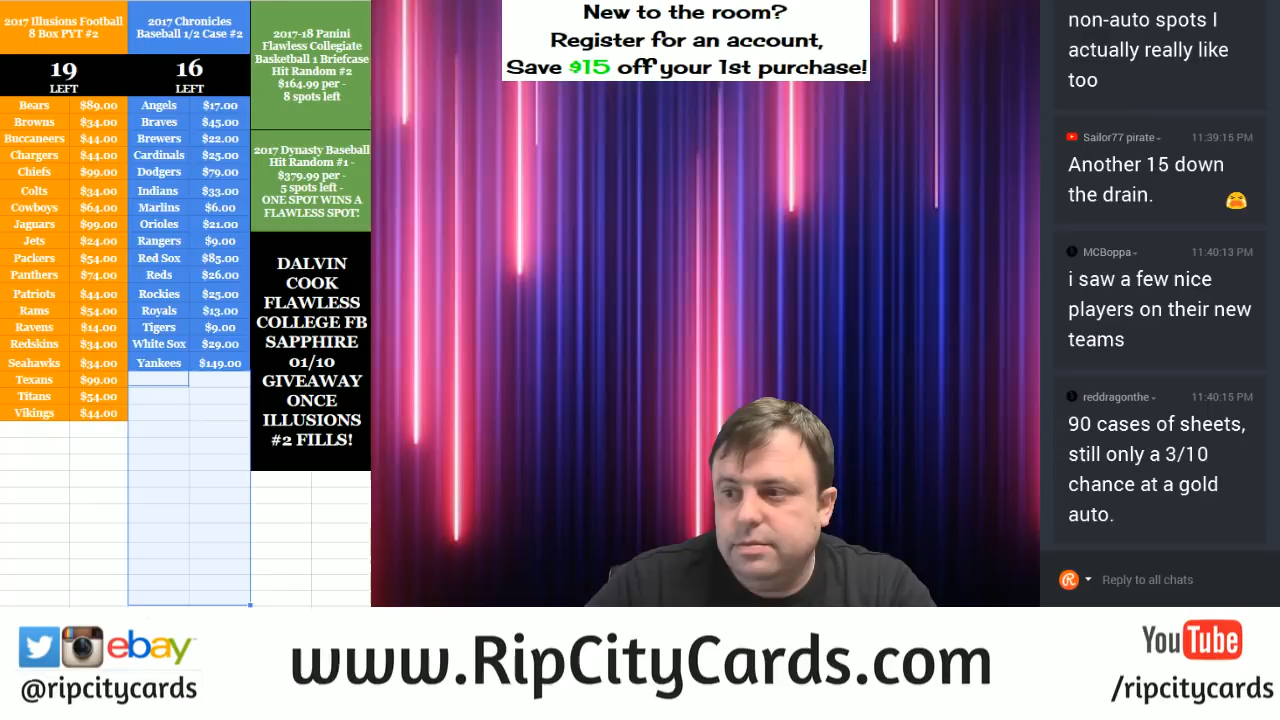 2017 Illusions Football
8 Box PYT #2
19
LEFT
Bears $89.00
Browns $34.00
Buccaneers $44.00
Chargers $44.00
Chiefs $99.00
Colts $34.00
Cowboys $64.00
Jaguars $99.00
Jets $24.00
Packers $54.00
Panthers $74.00
Patriots $44.00
Rams $54.00
Ravens $14.00
Redskins $34.00
Seahawks $34.00
Texans $99.00
Titans $54.00
Vikings $44.00
2017 Chronicles
Baseball 1/2 Case #2
16
LEFT
Angels $17.00
Braves $45.00
Brewers $22.00
Cardinals $25.00
Dodgers $79.00
Indians $33.00
Marlins $6.00
Orioles $21.00
Rangers $9.00
Red Sox $85.00
Reds $26.00
Rockies $25.00
Royals $13.00
Tigers $9.00
White Sox $29.00
Yankees $149.00
2017-18 Panini
Flawless Collegiate
Basketball 1 Briefcase
Hit Random #2
$164.99 per -
8 spots left
2017 Dynasty Baseball
Hit Random #1 -
$379.99 per -
5 spots left -
ONE SPOT WINS A
FLAWLESS SPOT!
DALVIN
COOK
FLAWLESS
COLLEGE FB
SAPPHIRE
01/10
GIVEAWAY
ONCE
ILLUSIONS
#2 FILLS!
New to the room?
Register for an account,
Save $15 off your 1st purchase!
non-auto spots I
actually really like
too
Sailor77 pirate 11:39:15 PM
Another 15 down
the drain.
MCBoppa 11:40:13 PM
i saw a few nice
players on their new
teams
reddragonthe 11:40:15 PM
90 cases of sheets,
still only a 3/10
chance at a gold
auto.
R Reply to all chats
ebay
@ripcitycards
www.RipCityCards.com
YouTube
/ripcitycards